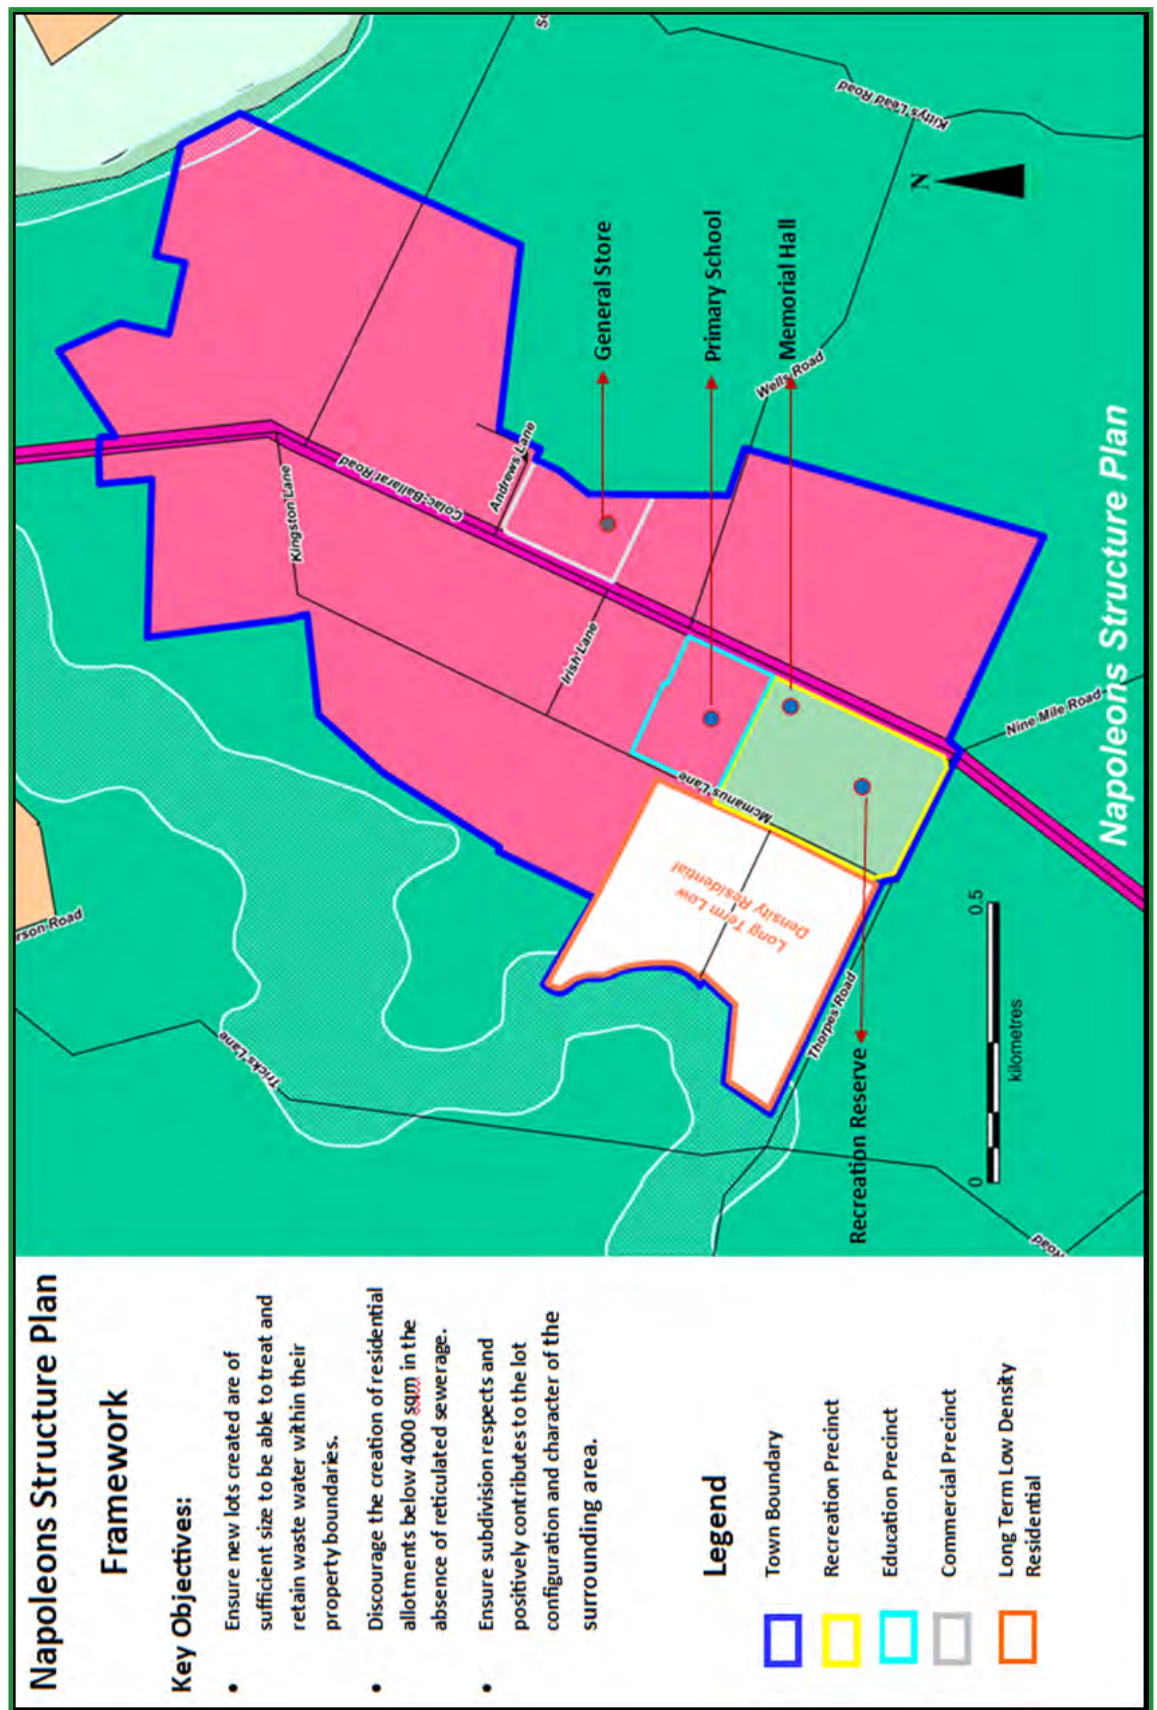 Napoleons Structure Plan
Framework
Key Objectives:
• Ensure new lots created are of
sufficient size to be able to treat and
retain waste water within their
property boundaries.
• Discourage the creation of residential
allotments below 4000 sqm in the
absence of reticulated sewerage.
• Ensure subdivision respects and
positively contributes to the lot
configuration and character of the
surrounding area.
Legend
Town Boundary
Recreation Precinct
Education Precinct
Commercial Precinct
Long Term Low Density
Residential
rson Road
Tricks Lane
Kingston Lane
Colac-Ballarat Road
Andrews Lane
Irish Lane
Mcmanus Lane
Long Term Low
Density Residential
Thorpes Road
Road
Wells Road
Kittys Lead Road
Nine Mile Road
General Store
Primary School
Memorial Hall
Recreation Reserve
N
0
0.5
kilometres
Napoleons Structure Plan